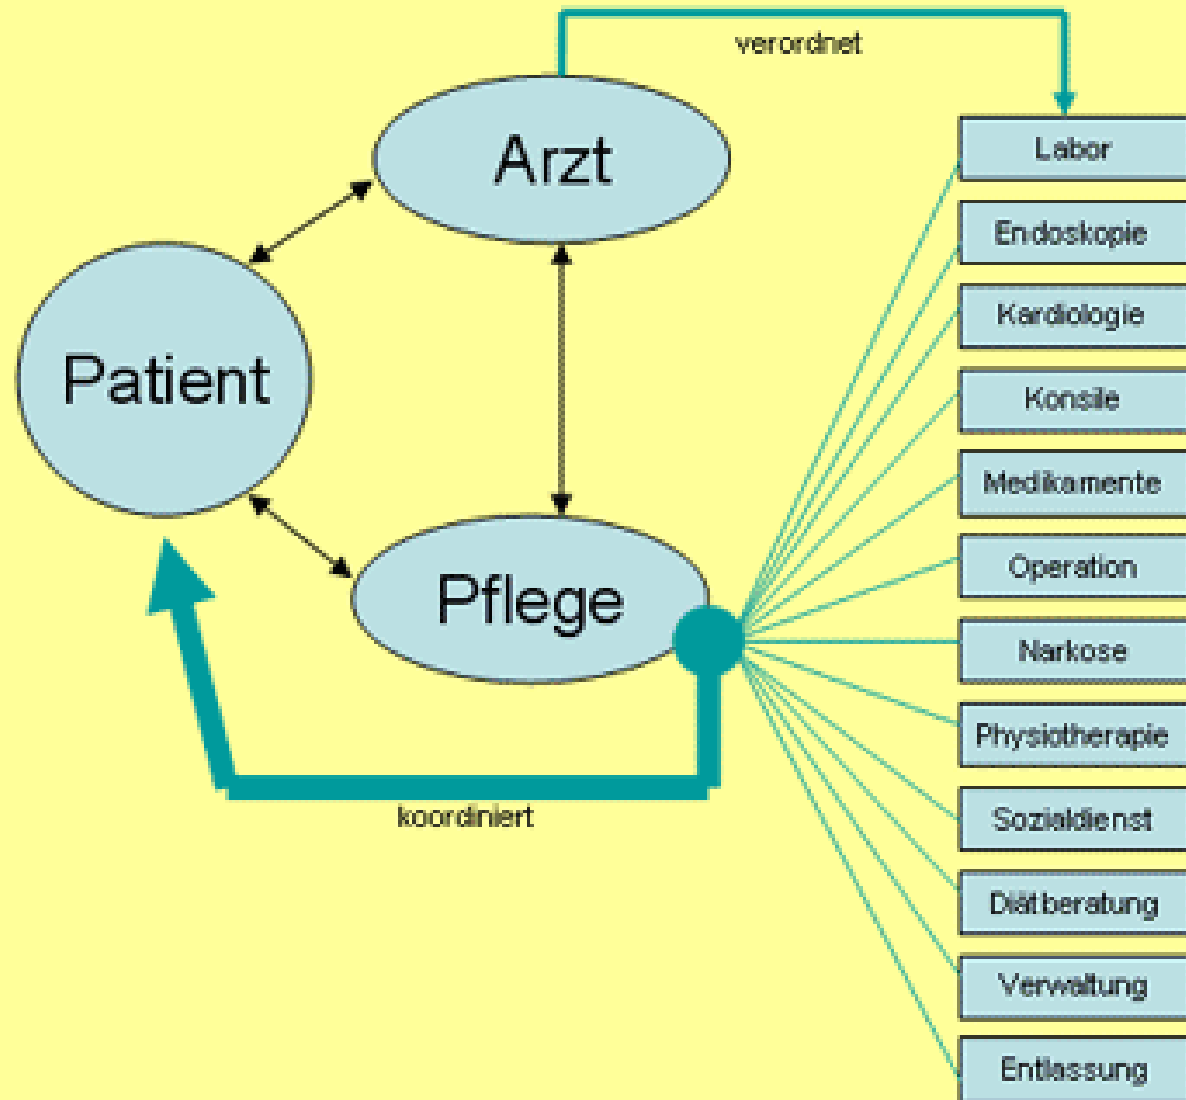 verordnet
Arzt
Patient
Pflege
koordiniert
Labor
Endoskopie
Kardiologie
Konsile
Medikamente
Operation
Narkose
Physiotherapie
Sozialdienst
Diätberatung
Verwaltung
Entlassung